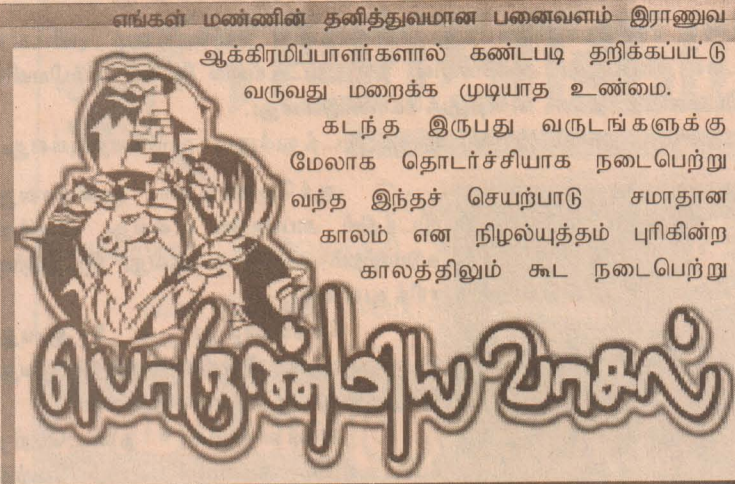 எங்கள் மண்ணின் தனித்துவமான பனைவளம் இராணுவ
ஆக்கிரமிப்பாளர்களால் கண்டபடி தறிக்கப்பட்டு
வருவது மறைக்க முடியாத உண்மை.
கடந்த இருபது வருடங்களுக்கு
மேலாக தொடர்ச்சியாக நடைபெற்று
வந்த இந்தச் செயற்பாடு சமாதான
காலம் என நிழல்யுத்தம் புரிகின்ற
காலத்திலும் கூட நடைபெற்று
பொருண்மிய வாசல்